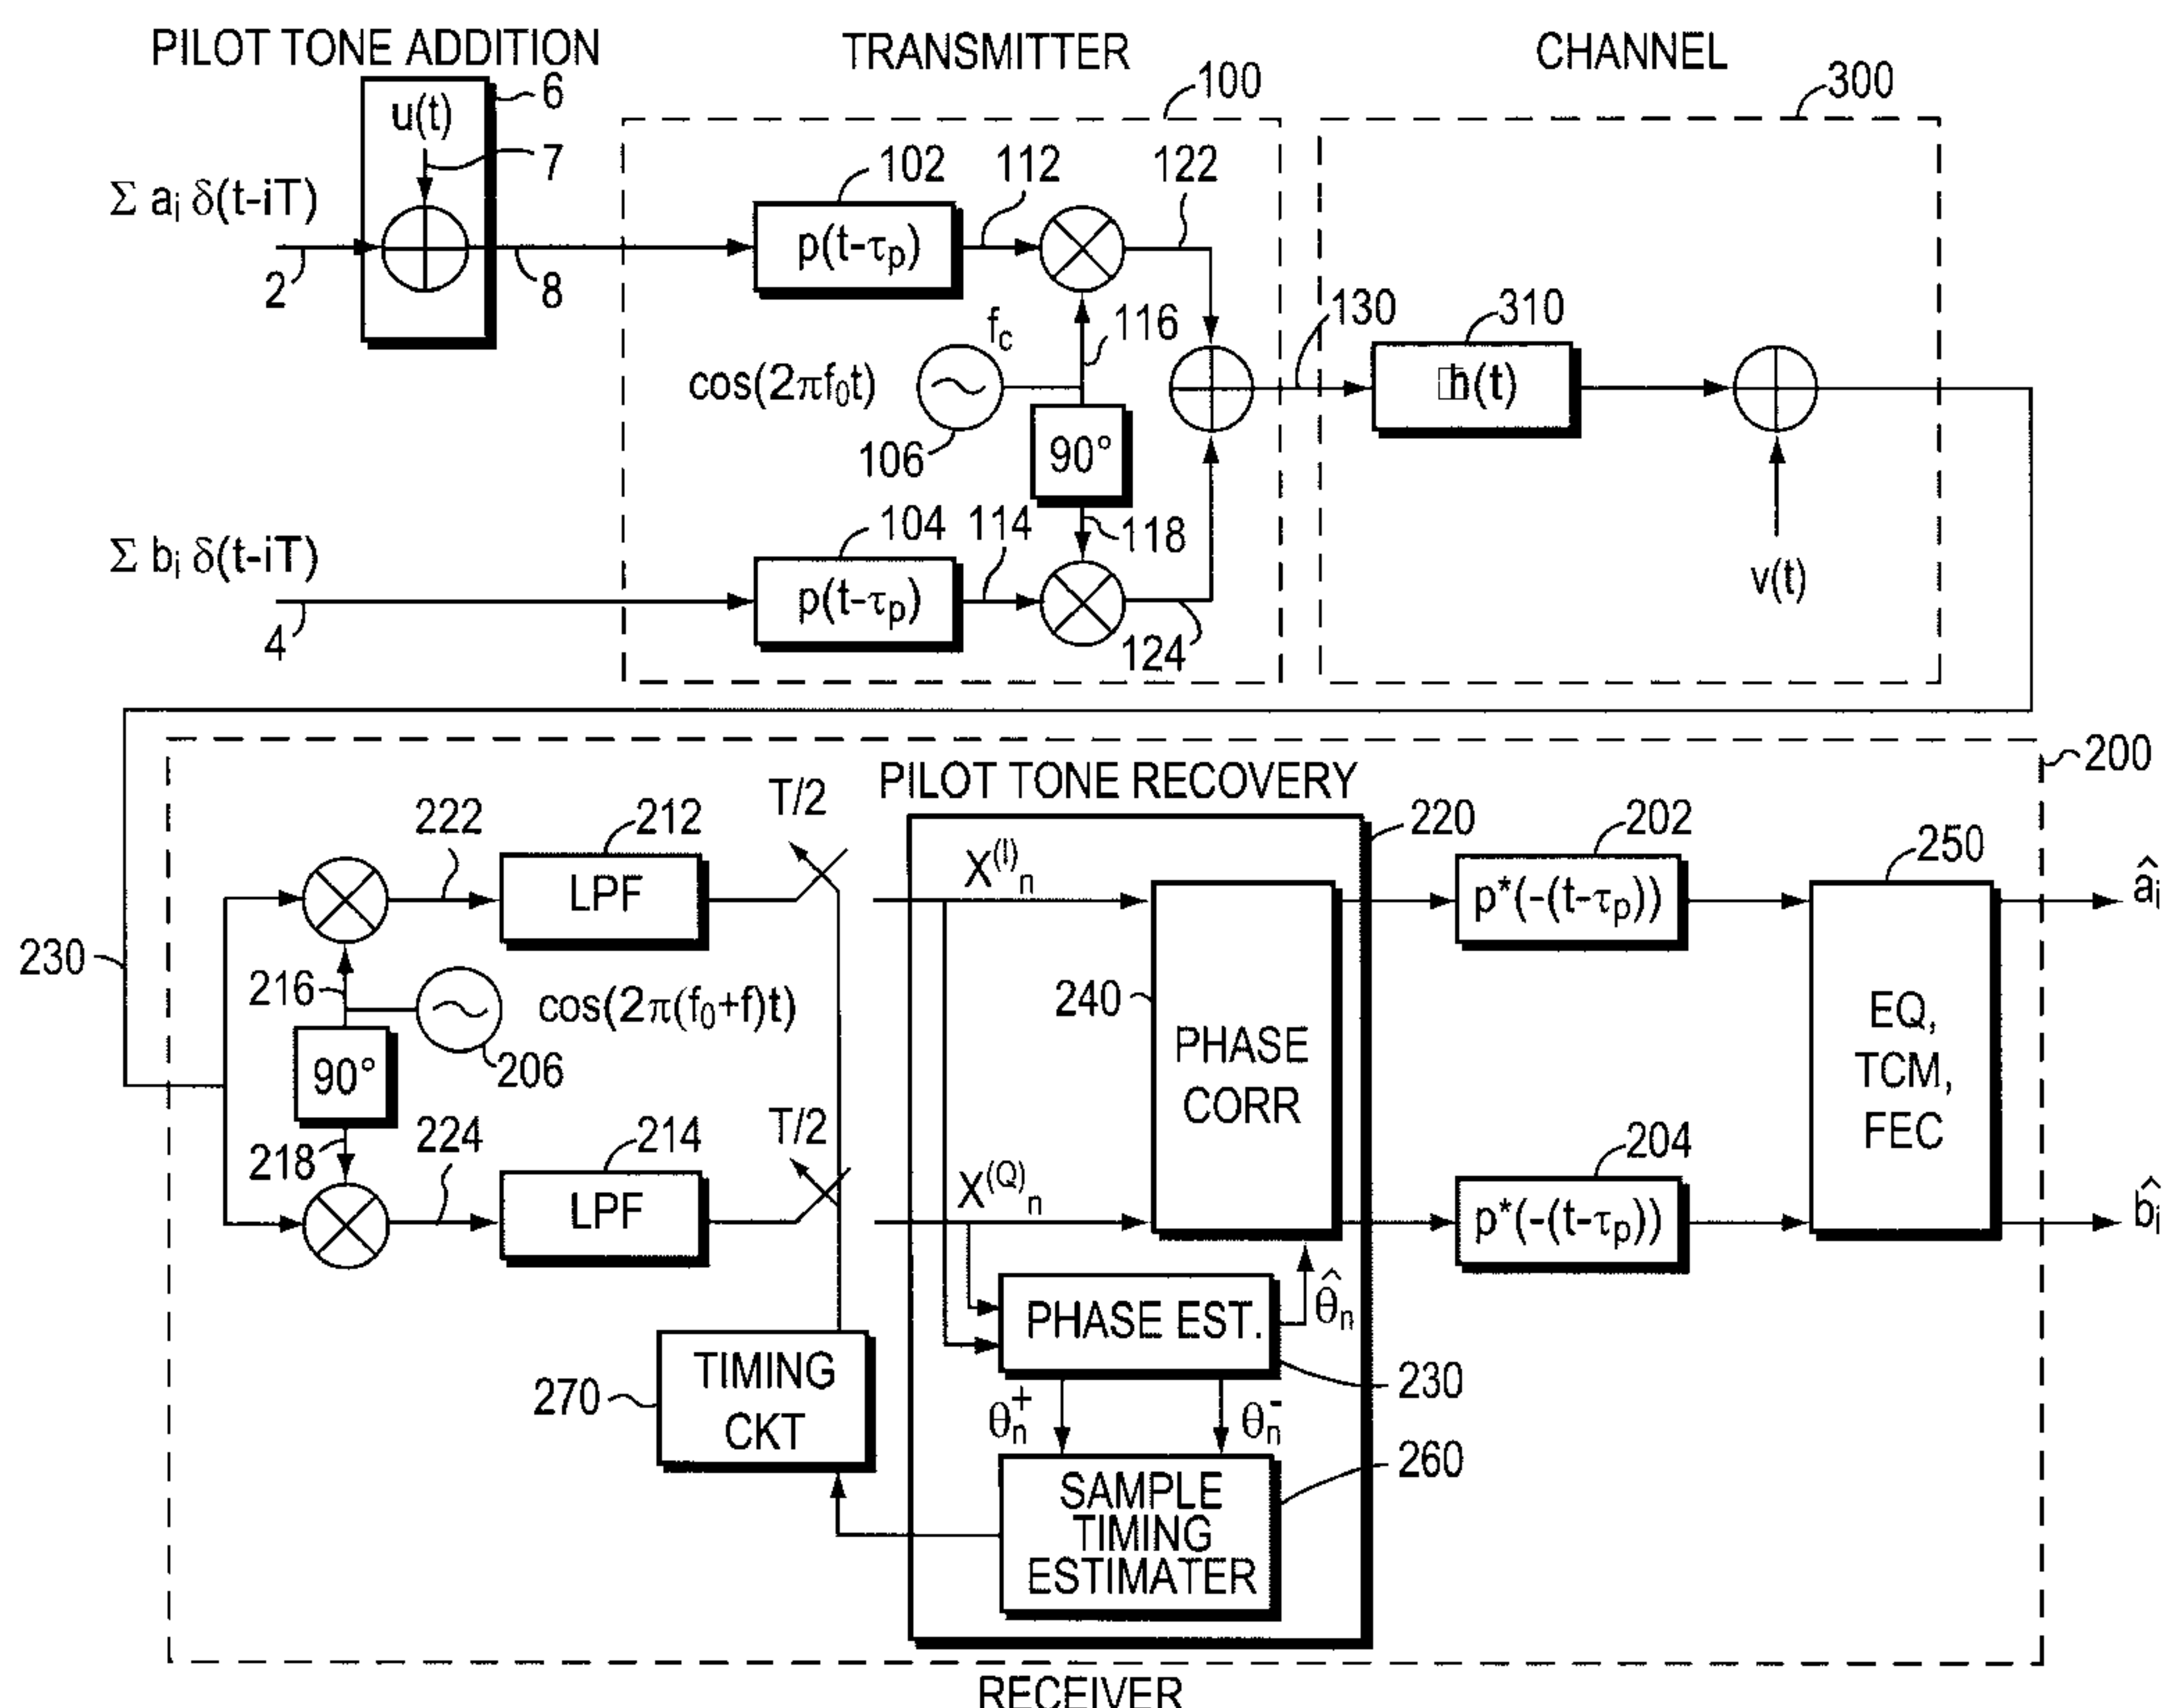 PILOT TONE ADDITION
TRANSMITTER
CHANNEL
6
100
300
u(t)
7
Σ aᵢ δ(t-iT)
102
112
122
p(t-τₚ)
2
8
f_c
116
130
310
cos(2πf₀t)
h(t)
90°
106
Σ bᵢ δ(t-iT)
104
114
118
v(t)
p(t-τₚ)
4
124
200
PILOT TONE RECOVERY
T/2
222
212
220
202
250
X⁽ᴵ⁾ₙ
LPF
p*(-(t-τₚ))
âᵢ
230
216
cos(2π(f₀+f)t)
240
PHASE
CORR
EQ,
TCM,
FEC
90°
206
T/2
218
224
214
204
X^(Q)ₙ
LPF
p*(-(t-τₚ))
b̂ᵢ
PHASE EST.
θ̂ₙ
TIMING
CKT
270
230
θₙ⁺
θₙ⁻
260
SAMPLE
TIMING
ESTIMATER
RECEIVER